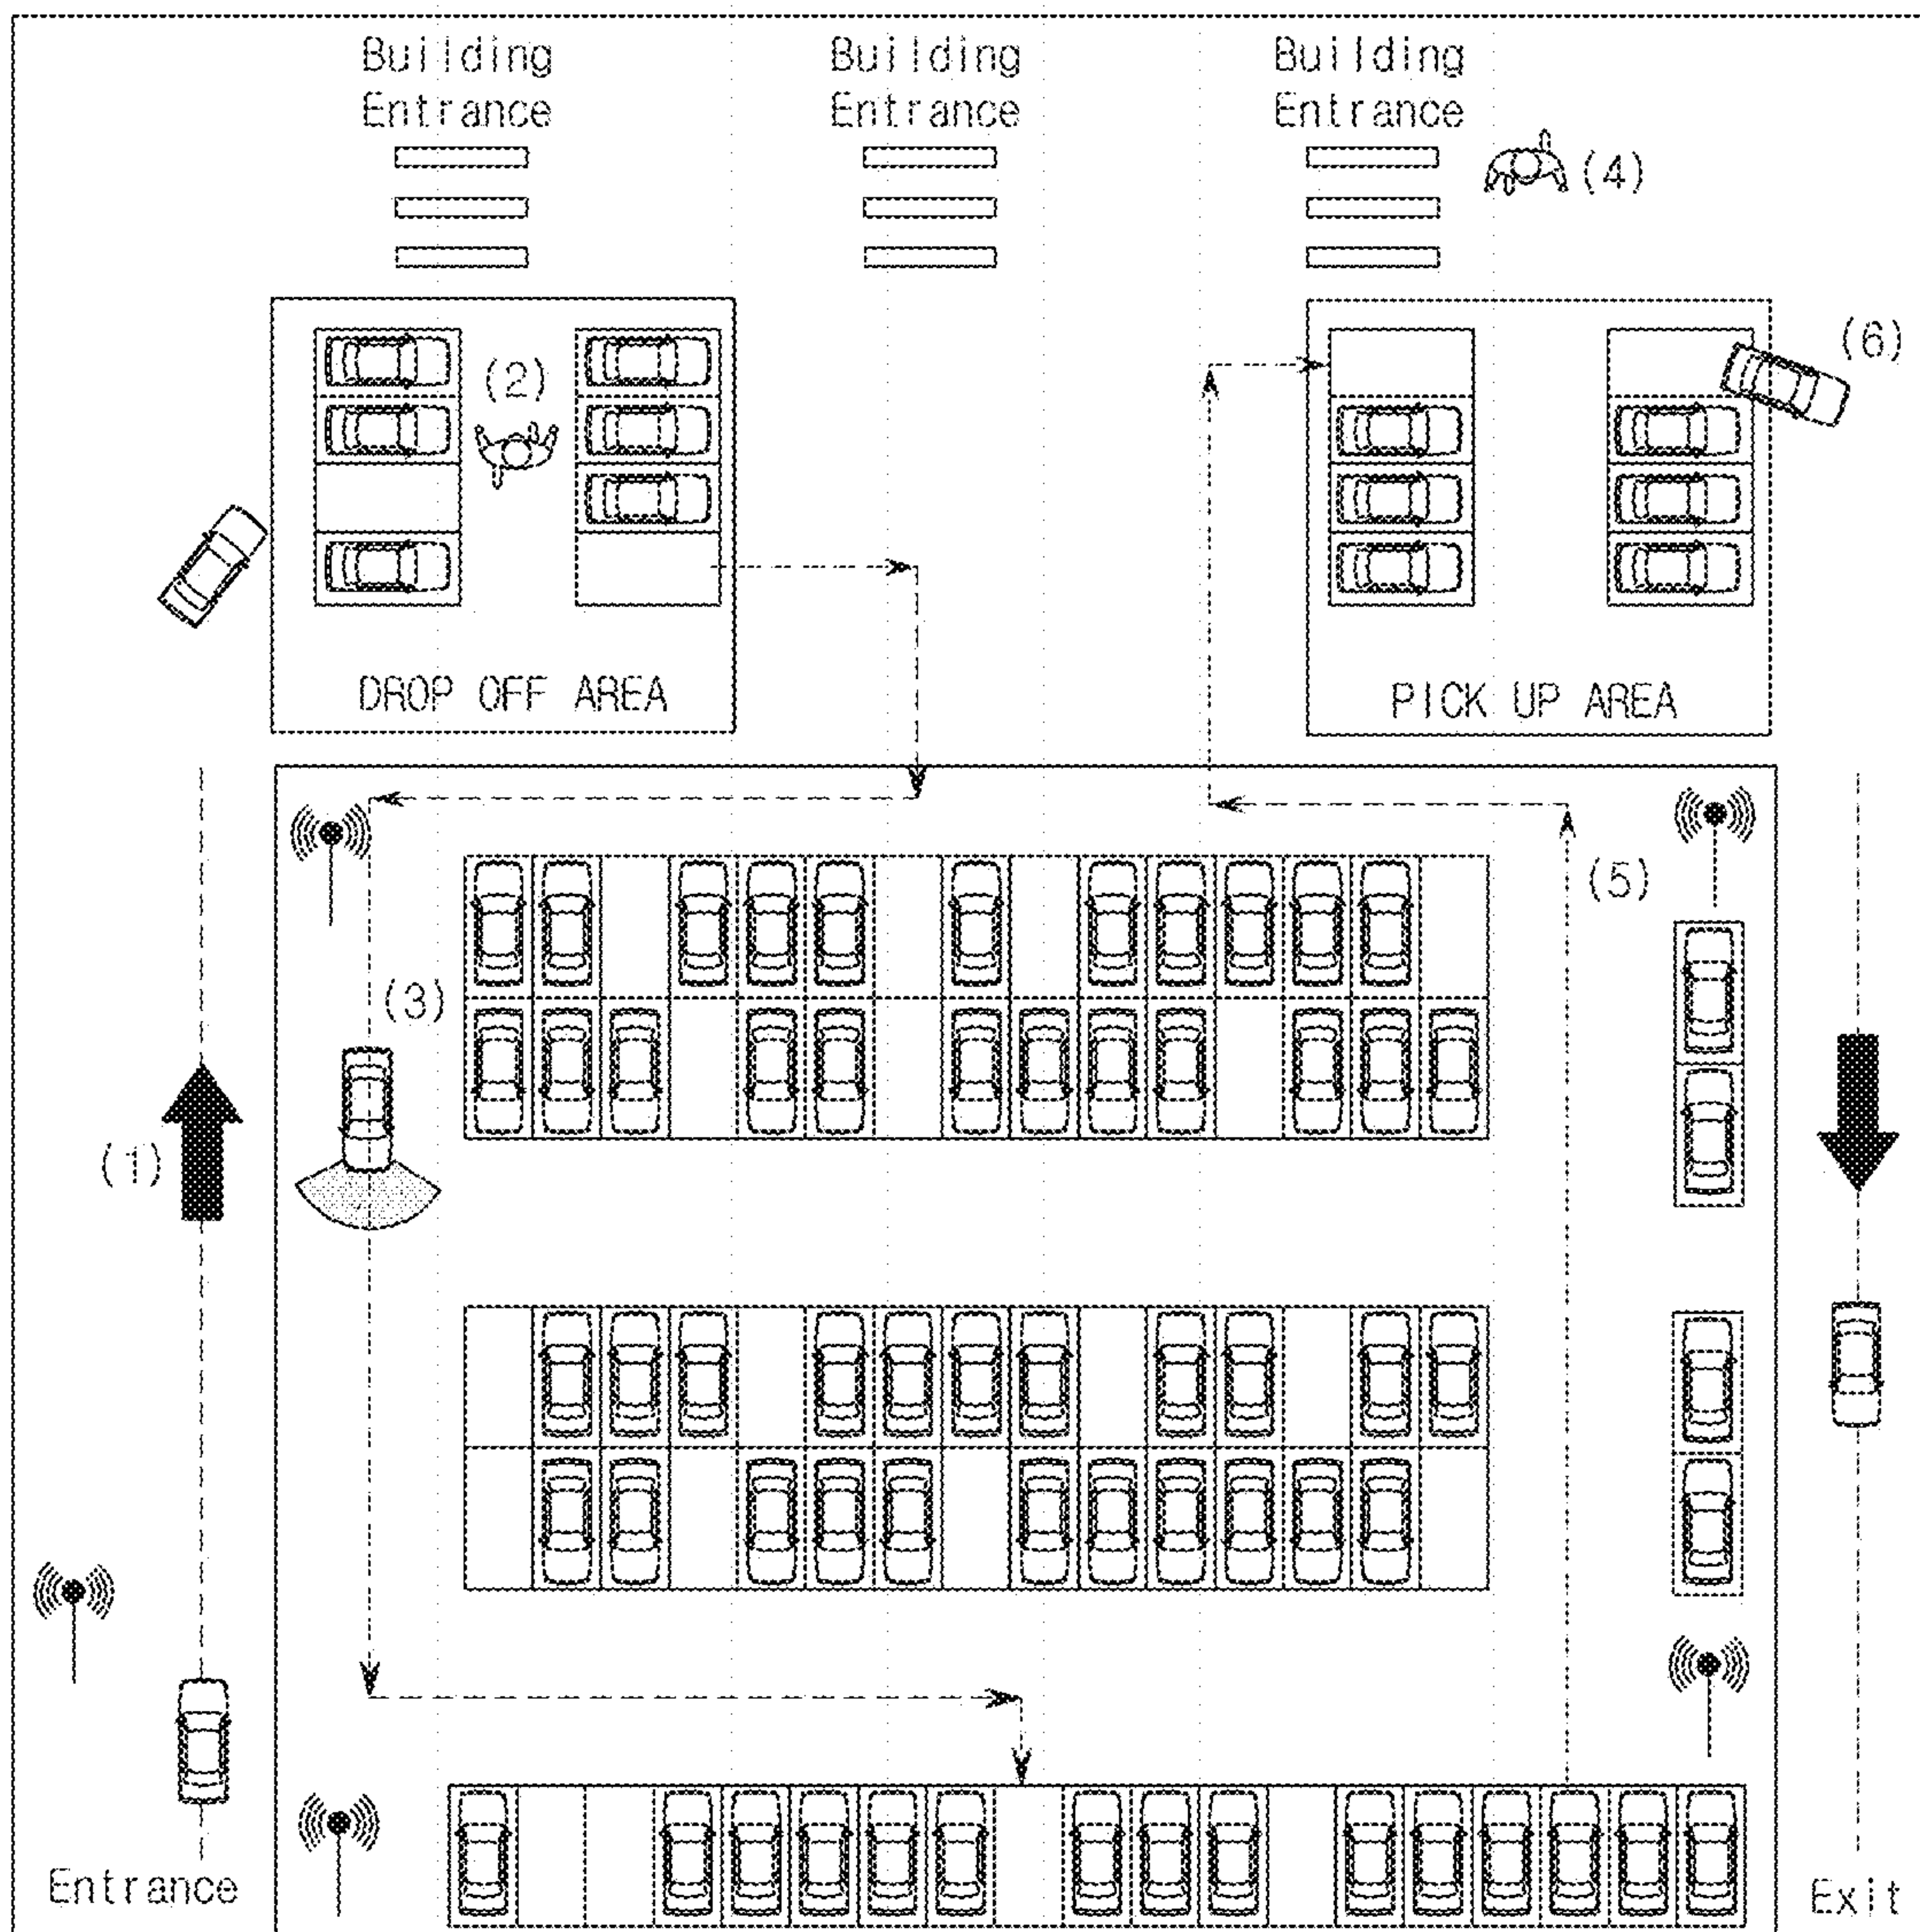 Building
Entrance
Building
Entrance
Building
Entrance
(4)
(2)
(6)
DROP OFF AREA
PICK UP AREA
(5)
(3)
(1)
Entrance
Exit